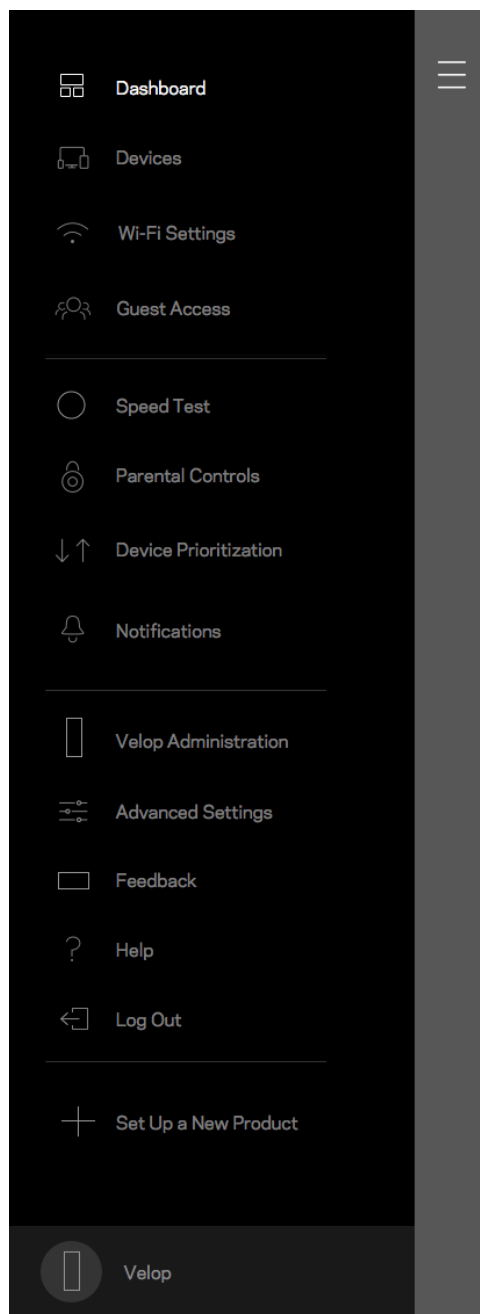 Dashboard
Devices
Wi-Fi Settings
Guest Access
Speed Test
Parental Controls
Device Prioritization
Notifications
Velop Administration
Advanced Settings
Feedback
Help
Log Out
Set Up a New Product
Velop